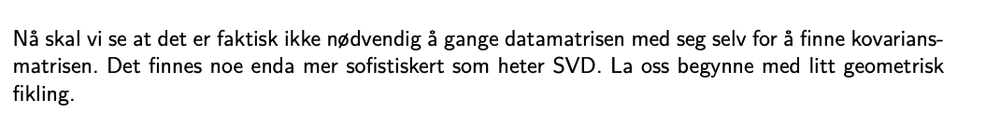 Nå skal vi se at det er faktisk ikke nødvendig å gange datamatrisen med seg selv for å finne kovarians-
matrisen. Det finnes noe enda mer sofistiskert som heter SVD. La oss begynne med litt geometrisk
fikling.